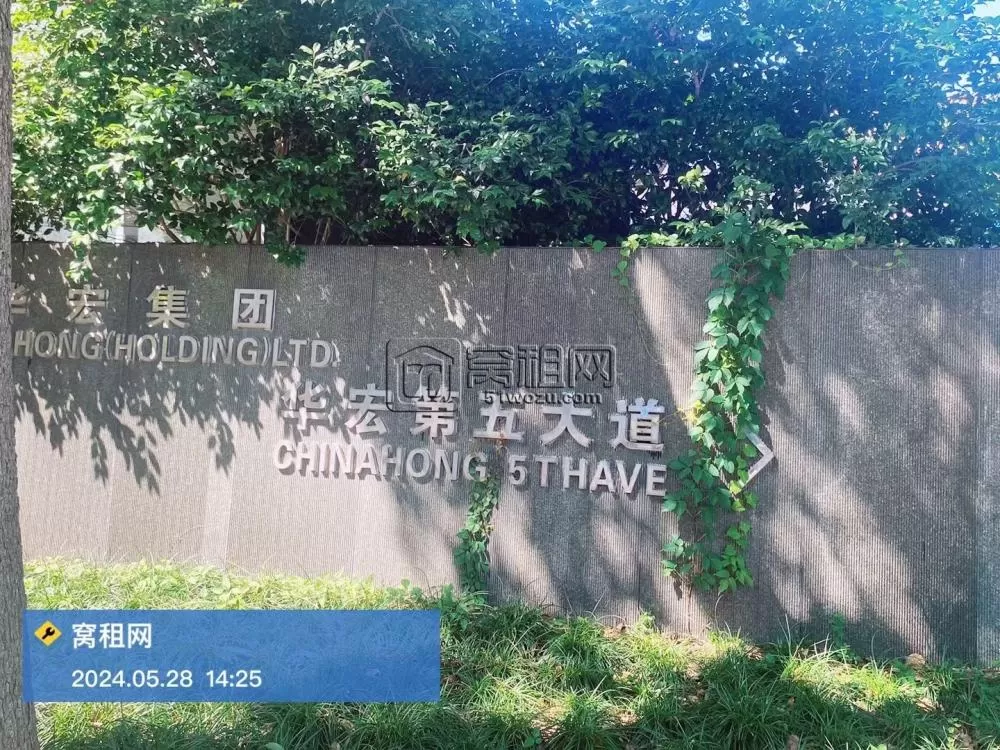 华宏集团
HONG(HOLDING)LTD.
窝租网
51wozu.com
华宏第五大道
CHINAHONG 5THAVE
窝租网
2024.05.28 14:25